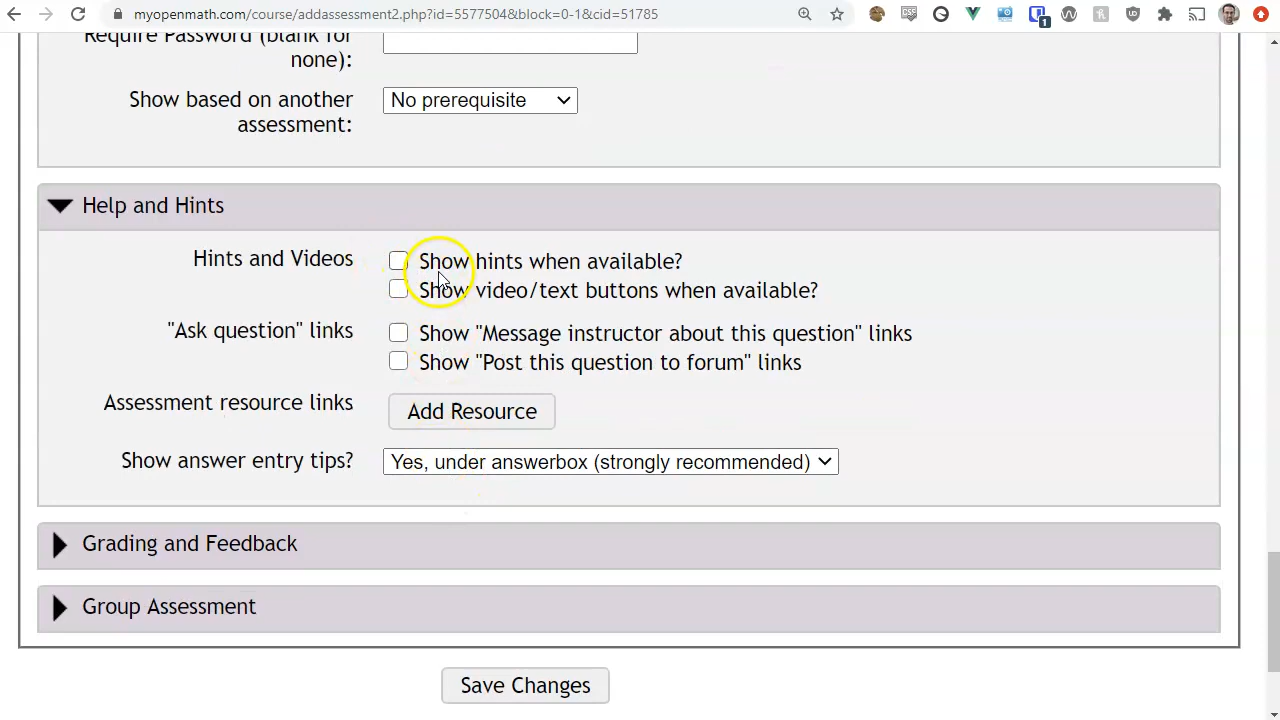 myopenmath.com/course/addassessment2.php?id=5577504&block=0-1&cid=51785
1
Require Password (blank for
none):
Show based on another
assessment:
No prerequisite
Help and Hints
Hints and Videos
Show hints when available?
Show video/text buttons when available?
"Ask question" links
Show "Message instructor about this question" links
Show "Post this question to forum" links
Assessment resource links
Add Resource
Show answer entry tips?
Yes, under answerbox (strongly recommended)
Grading and Feedback
Group Assessment
Save Changes